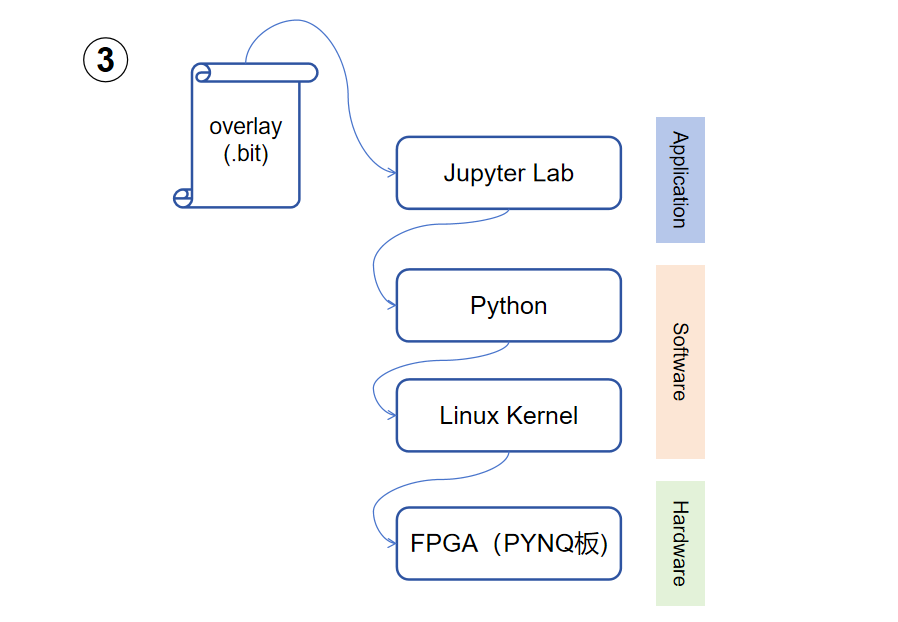 3
overlay
(.bit)
Jupyter Lab
Application
Python
Software
Linux Kernel
FPGA（PYNQ板)
Hardware